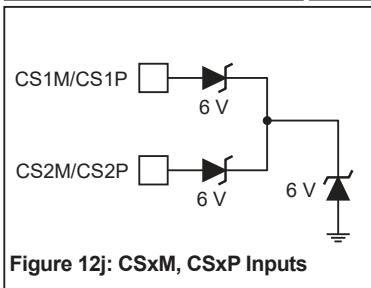 CS1M/CS1P
6 V
CS2M/CS2P
6 V
6 V
Figure 12j: CSxM, CSxP Inputs